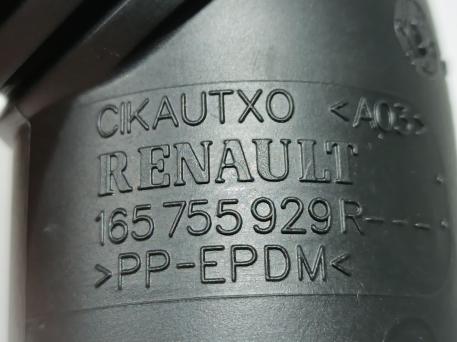 CIKAUTXO <A03>
RENAULT
165755929R----
>PP-EPDM<